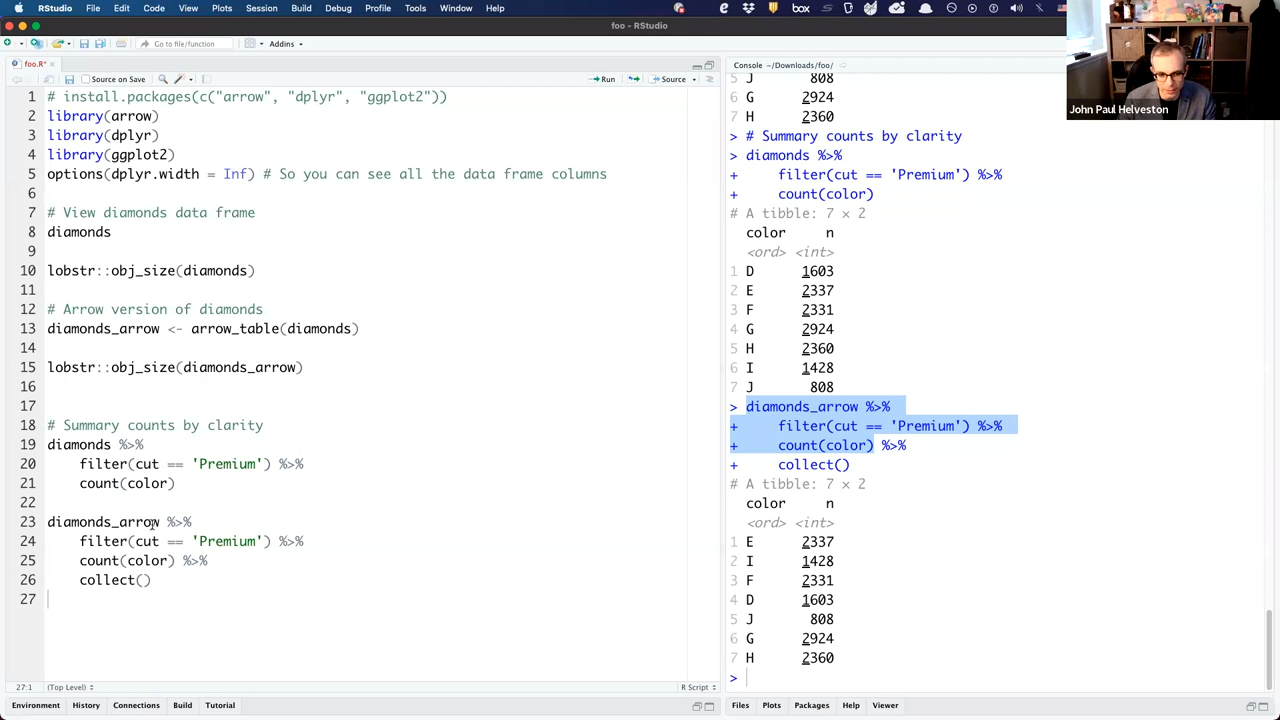 RStudio File Edit Code View Plots Session Build Debug Profile Tools Window Help
foo - RStudio
Go to file/function Addins
foo.R*
Source on Save Run Source
1 # install.packages(c("arrow", "dplyr", "ggplot2"))
2 library(arrow)
3 library(dplyr)
4 library(ggplot2)
5 options(dplyr.width = Inf) # So you can see all the data frame columns
6
7 # View diamonds data frame
8 diamonds
9
10 lobstr::obj_size(diamonds)
11
12 # Arrow version of diamonds
13 diamonds_arrow <- arrow_table(diamonds)
14
15 lobstr::obj_size(diamonds_arrow)
16
17
18 # Summary counts by clarity
19 diamonds %>%
20 filter(cut == 'Premium') %>%
21 count(color)
22
23 diamonds_arrow %>%
24 filter(cut == 'Premium') %>%
25 count(color) %>%
26 collect()
27
27:1 (Top Level) R Script
Environment History Connections Build Tutorial
Console ~/Downloads/foo/
5 J 808
6 G 2924
7 H 2360
> # Summary counts by clarity
> diamonds %>%
+ filter(cut == 'Premium') %>%
+ count(color)
# A tibble: 7 × 2
color n
<ord> <int>
1 D 1603
2 E 2337
3 F 2331
4 G 2924
5 H 2360
6 I 1428
7 J 808
> diamonds_arrow %>%
+ filter(cut == 'Premium') %>%
+ count(color) %>%
+ collect()
# A tibble: 7 × 2
color n
<ord> <int>
1 E 2337
2 I 1428
3 F 2331
4 D 1603
5 J 808
6 G 2924
7 H 2360
>
Files Plots Packages Help Viewer
John Paul Helveston